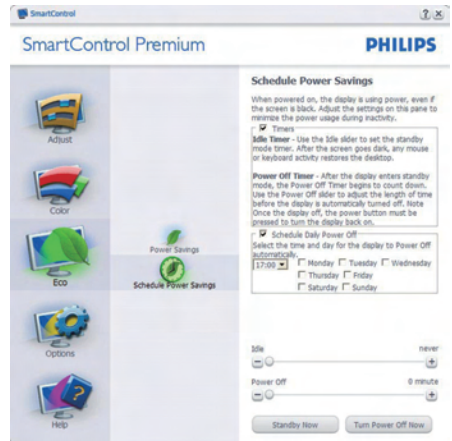 SmartControl
SmartControl Premium
PHILIPS
Adjust
Color
Eco
Options
Help
Power Savings
Schedule Power Savings
Schedule Power Savings
When powered on, the display is using power, even if
the screen is black. Adjust the settings on this pane to
minimize the power usage during inactivity.
Timers
Idle Timer - Use the Idle slider to set the standby
mode timer. After the screen goes dark, any mouse
or keyboard activity restores the desktop.
Power Off Timer - After the display enters standby
mode, the Power Off Timer begins to count down.
Use the Power Off slider to adjust the length of time
before the display is automatically turned off. Note
Once the display off, the power button must be
pressed to turn the display back on.
Schedule Daily Power Off
Select the time and day for the display to Power Off
automatically.
17:00 Monday Tuesday Wednesday
Thursday Friday
Saturday Sunday
Idle never
Power Off 0 minute
Standby Now Turn Power Off Now